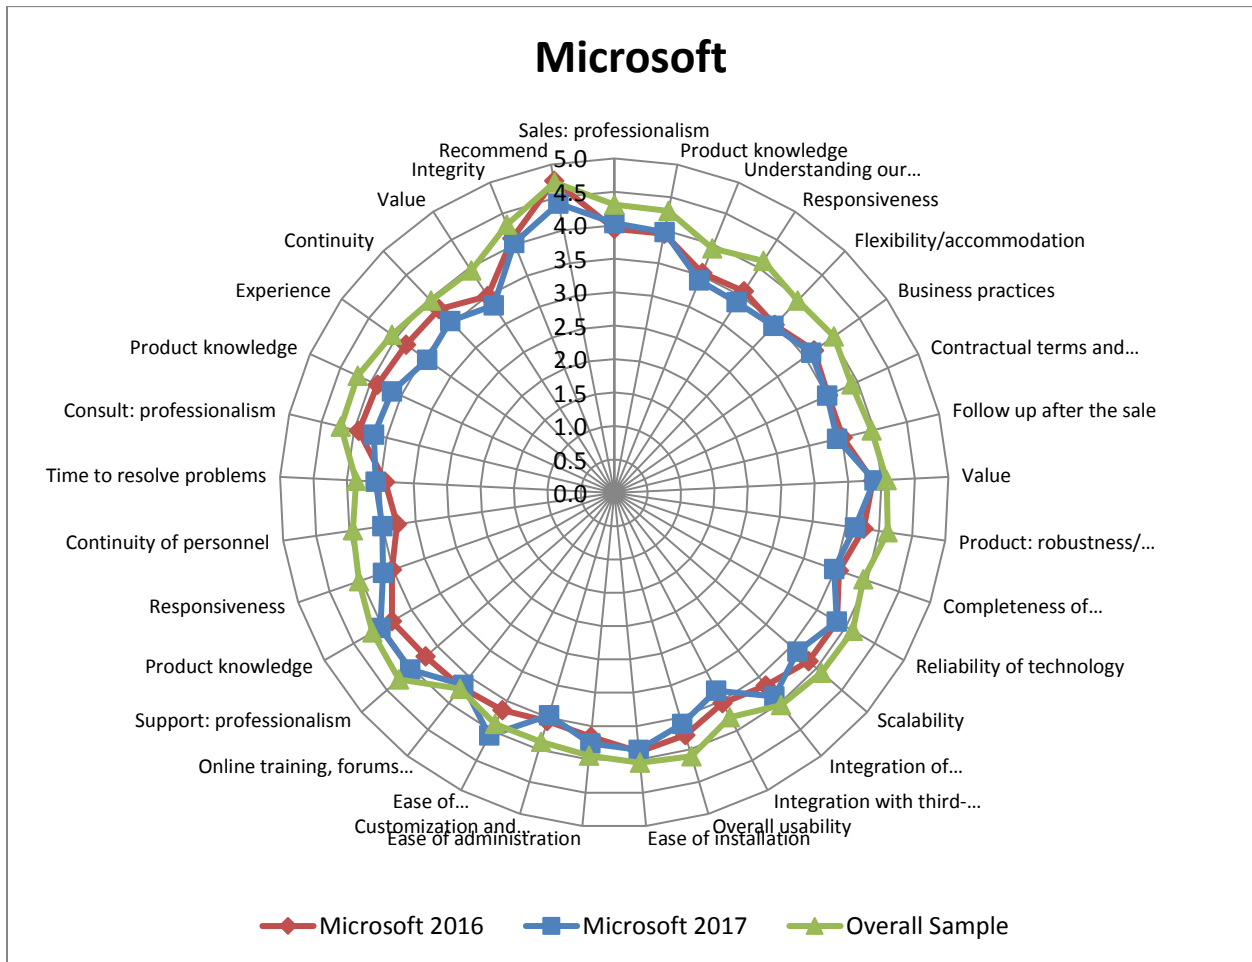 Microsoft
Sales: professionalism
Product knowledge
Understanding our…
Responsiveness
Flexibility/accommodation
Business practices
Contractual terms and…
Follow up after the sale
Value
Product: robustness/…
Completeness of…
Reliability of technology
Scalability
Integration of…
Integration with third-…
Overall usability
Ease of installation
Ease of administration
Customization and…
Ease of…
Online training, forums…
Support: professionalism
Product knowledge
Responsiveness
Continuity of personnel
Time to resolve problems
Consult: professionalism
Product knowledge
Experience
Continuity
Value
Integrity
Recommend
5.0
4.5
4.0
3.5
3.0
2.5
2.0
1.5
1.0
0.5
0.0
Microsoft 2016
Microsoft 2017
Overall Sample